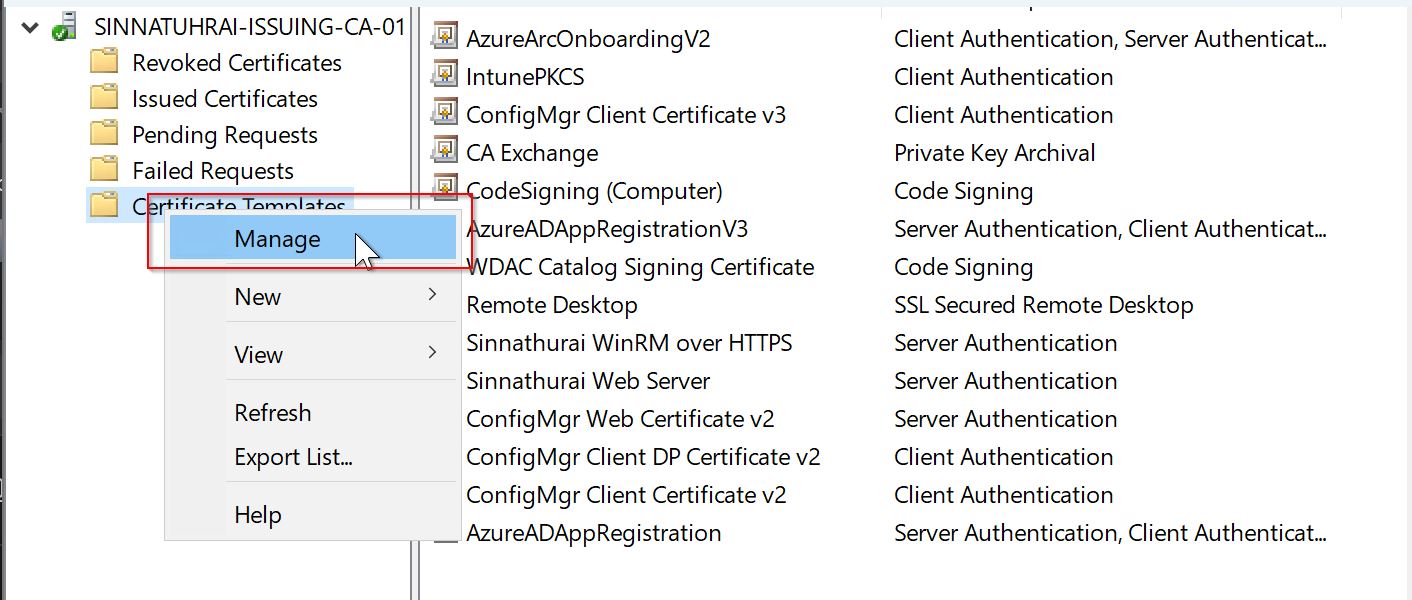 SINNATUHRAI-ISSUING-CA-01
Revoked Certificates
Issued Certificates
Pending Requests
Failed Requests
Certificate Templates
Manage
New
View
Refresh
Export List...
Help
AzureArcOnboardingV2 Client Authentication, Server Authenticat...
IntunePKCS Client Authentication
ConfigMgr Client Certificate v3 Client Authentication
CA Exchange Private Key Archival
CodeSigning (Computer) Code Signing
AzureADAppRegistrationV3 Server Authentication, Client Authenticat...
WDAC Catalog Signing Certificate Code Signing
Remote Desktop SSL Secured Remote Desktop
Sinnathurai WinRM over HTTPS Server Authentication
Sinnathurai Web Server Server Authentication
ConfigMgr Web Certificate v2 Server Authentication
ConfigMgr Client DP Certificate v2 Client Authentication
ConfigMgr Client Certificate v2 Client Authentication
AzureADAppRegistration Server Authentication, Client Authenticat...